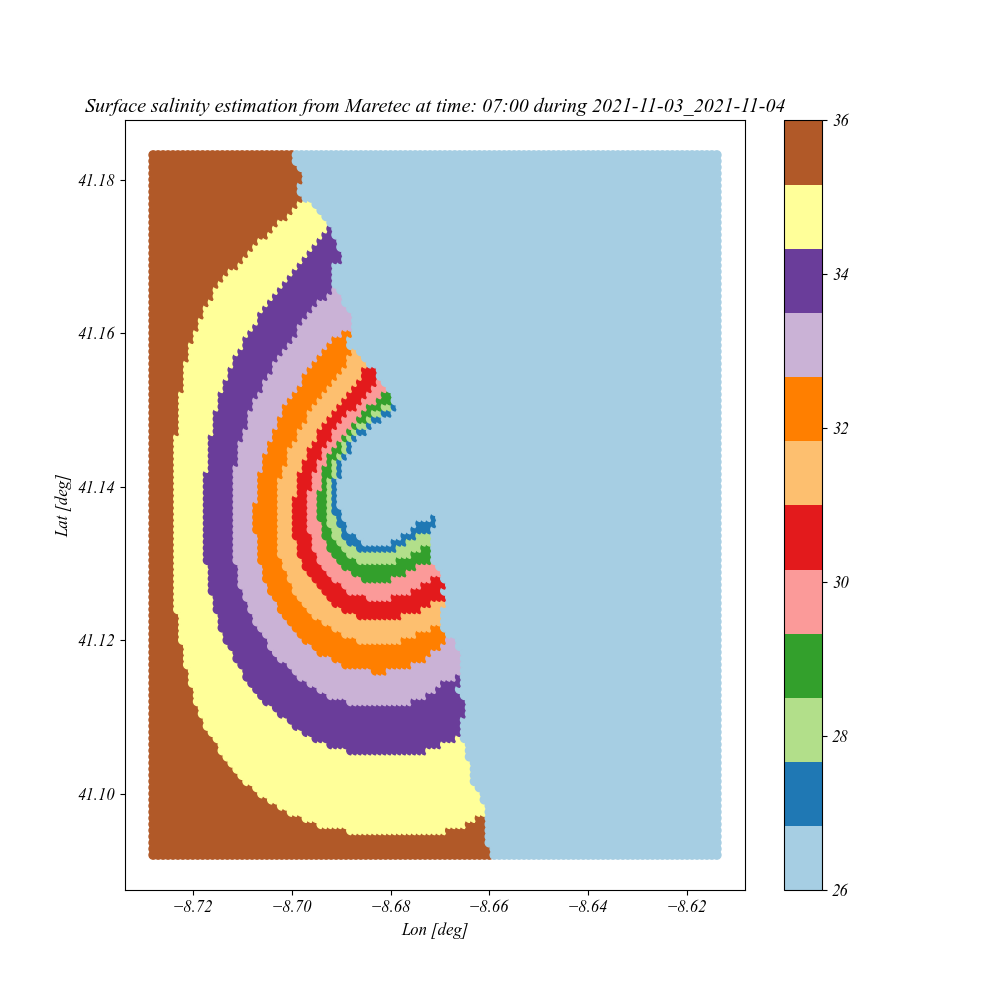 Surface salinity estimation from Maretec at time: 07:00 during 2021-11-03_2021-11-04
36
41.18
34
41.16
32
41.14
Lat [deg]
30
41.12
28
41.10
26
−8.72 −8.70 −8.68 −8.66 −8.64 −8.62
Lon [deg]